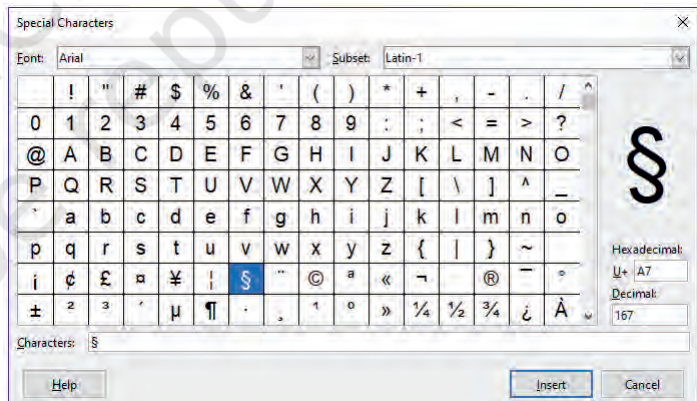 Special Characters
Font: Arial Subset: Latin-1
! " # $ % & ' ( ) * + , - . /
0 1 2 3 4 5 6 7 8 9 : ; < = > ?
@ A B C D E F G H I J K L M N O
P Q R S T U V W X Y Z [ \ ] ^ _
` a b c d e f g h i j k l m n o
p q r s t u v w x y z { | } ~
¡ ¢ £ ¤ ¥ ¦ § ¨ © ª « ¬ ® ¯ °
± ² ³ ´ µ ¶ · ¸ ¹ º » ¼ ½ ¾ ¿ À
§
Hexadecimal:
U+ A7
Decimal:
167
Characters: §
Help Insert Cancel